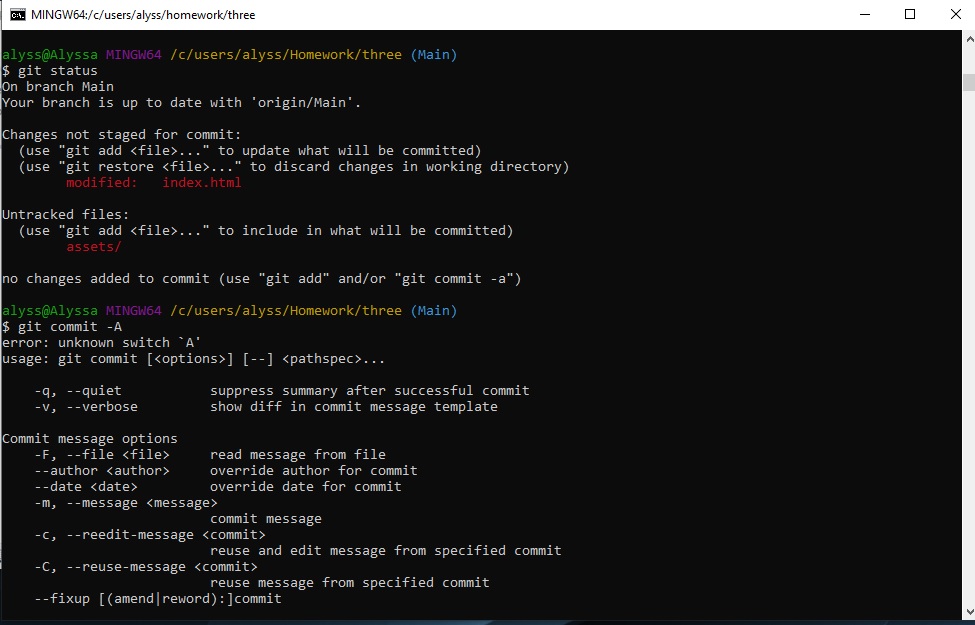 MINGW64:/c/users/alyss/homework/three
alyss@Alyssa MINGW64 /c/users/alyss/Homework/three (Main)
$ git status
On branch Main
Your branch is up to date with 'origin/Main'.
Changes not staged for commit:
  (use "git add <file>..." to update what will be committed)
  (use "git restore <file>..." to discard changes in working directory)
        modified:   index.html
Untracked files:
  (use "git add <file>..." to include in what will be committed)
        assets/
no changes added to commit (use "git add" and/or "git commit -a")
alyss@Alyssa MINGW64 /c/users/alyss/Homework/three (Main)
$ git commit -A
error: unknown switch `A'
usage: git commit [<options>] [--] <pathspec>...
    -q, --quiet           suppress summary after successful commit
    -v, --verbose         show diff in commit message template
Commit message options
    -F, --file <file>     read message from file
    --author <author>     override author for commit
    --date <date>         override date for commit
    -m, --message <message>
                          commit message
    -c, --reedit-message <commit>
                          reuse and edit message from specified commit
    -C, --reuse-message <commit>
                          reuse message from specified commit
    --fixup [(amend|reword):]commit